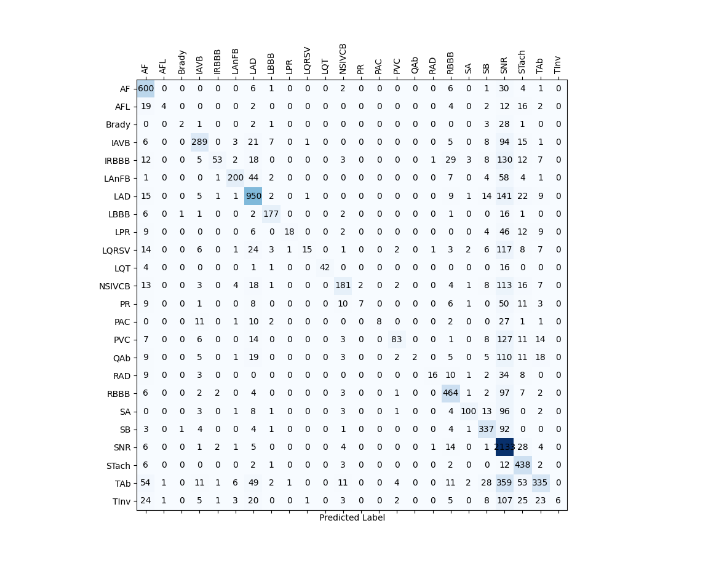 AF AFL Brady IAVB IRBBB LAnFB LAD LBBB LPR LQRSV LQT NSIVCB PR PAC PVC QAb RAD RBBB SA SB SNR STach TAb TInv
AF 600 0 0 0 0 0 6 1 0 0 0 2 0 0 0 0 0 6 0 1 30 4 1 0
AFL 19 4 0 0 0 0 2 0 0 0 0 0 0 0 0 0 0 4 0 2 12 16 2 0
Brady 0 0 2 1 0 0 2 1 0 0 0 0 0 0 0 0 0 0 0 3 28 1 0 0
IAVB 6 0 0 289 0 3 21 7 0 1 0 0 0 0 0 0 0 5 0 8 94 15 1 0
IRBBB 12 0 0 5 53 2 18 0 0 0 0 3 0 0 0 0 1 29 3 8 130 12 7 0
LAnFB 1 0 0 0 1 200 44 2 0 0 0 0 0 0 0 0 0 7 0 4 58 4 1 0
LAD 15 0 0 5 1 1 950 2 0 1 0 0 0 0 0 0 0 9 1 14 141 22 9 0
LBBB 6 0 1 1 0 0 2 177 0 0 0 2 0 0 0 0 0 1 0 0 16 1 0 0
LPR 9 0 0 0 0 0 6 0 18 0 0 2 0 0 0 0 0 0 0 4 46 12 9 0
LQRSV 14 0 0 6 0 1 24 3 1 15 0 1 0 0 2 0 1 3 2 6 117 8 7 0
LQT 4 0 0 0 0 0 1 1 0 0 42 0 0 0 0 0 0 0 0 0 16 0 0 0
NSIVCB 13 0 0 3 0 4 18 1 0 0 0 181 2 0 2 0 0 4 1 8 113 16 7 0
PR 9 0 0 1 0 0 8 0 0 0 0 10 7 0 0 0 0 6 1 0 50 11 3 0
PAC 0 0 0 11 0 1 10 2 0 0 0 0 0 8 0 0 0 2 0 0 27 1 1 0
PVC 7 0 0 6 0 0 14 0 0 0 0 3 0 0 83 0 0 1 0 8 127 11 14 0
QAb 9 0 0 5 0 1 19 0 0 0 0 3 0 0 2 2 0 5 0 5 110 11 18 0
RAD 9 0 0 3 0 0 0 0 0 0 0 0 0 0 0 0 16 10 1 2 34 8 0 0
RBBB 6 0 0 2 2 0 4 0 0 0 0 3 0 0 1 0 0 464 1 2 97 7 2 0
SA 0 0 0 3 0 1 8 1 0 0 0 3 0 0 1 0 0 4 100 13 96 0 2 0
SB 3 0 1 4 0 0 4 1 0 0 0 1 0 0 0 0 0 4 1 337 92 0 0 0
SNR 6 0 0 1 2 1 5 0 0 0 0 4 0 0 0 0 1 14 0 1 28 4 0
STach 6 0 0 0 0 0 2 1 0 0 0 3 0 0 0 0 0 2 0 0 12 438 2 0
TAb 54 1 0 11 1 6 49 2 1 0 0 11 0 0 4 0 0 11 2 28 359 53 335 0
TInv 24 1 0 5 1 3 20 0 0 1 0 3 0 0 2 0 0 5 0 8 107 25 23 6
Predicted Label